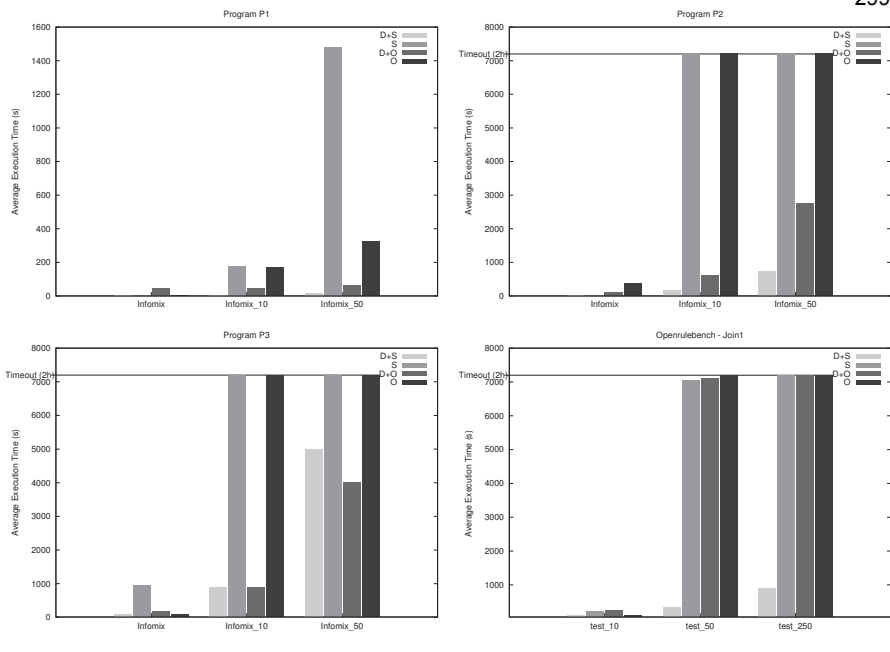 Program P1
1600
1400
1200
1000
800
600
400
200
0
Average Execution Time (s)
D+S
S
D+O
O
Infomix
Infomix_10
Infomix_50
Program P2
8000
Timeout (2h)
7000
6000
5000
4000
3000
2000
1000
0
Average Execution Time (s)
D+S
S
D+O
O
Infomix
Infomix_10
Infomix_50
Program P3
8000
Timeout (2h)
7000
6000
5000
4000
3000
2000
1000
0
Average Execution Time (s)
D+S
S
D+O
O
Infomix
Infomix_10
Infomix_50
Openrulebench - Join1
8000
Timeout (2h)
7000
6000
5000
4000
3000
2000
1000
Average Execution Time (s)
D+S
S
D+O
O
test_10
test_50
test_250